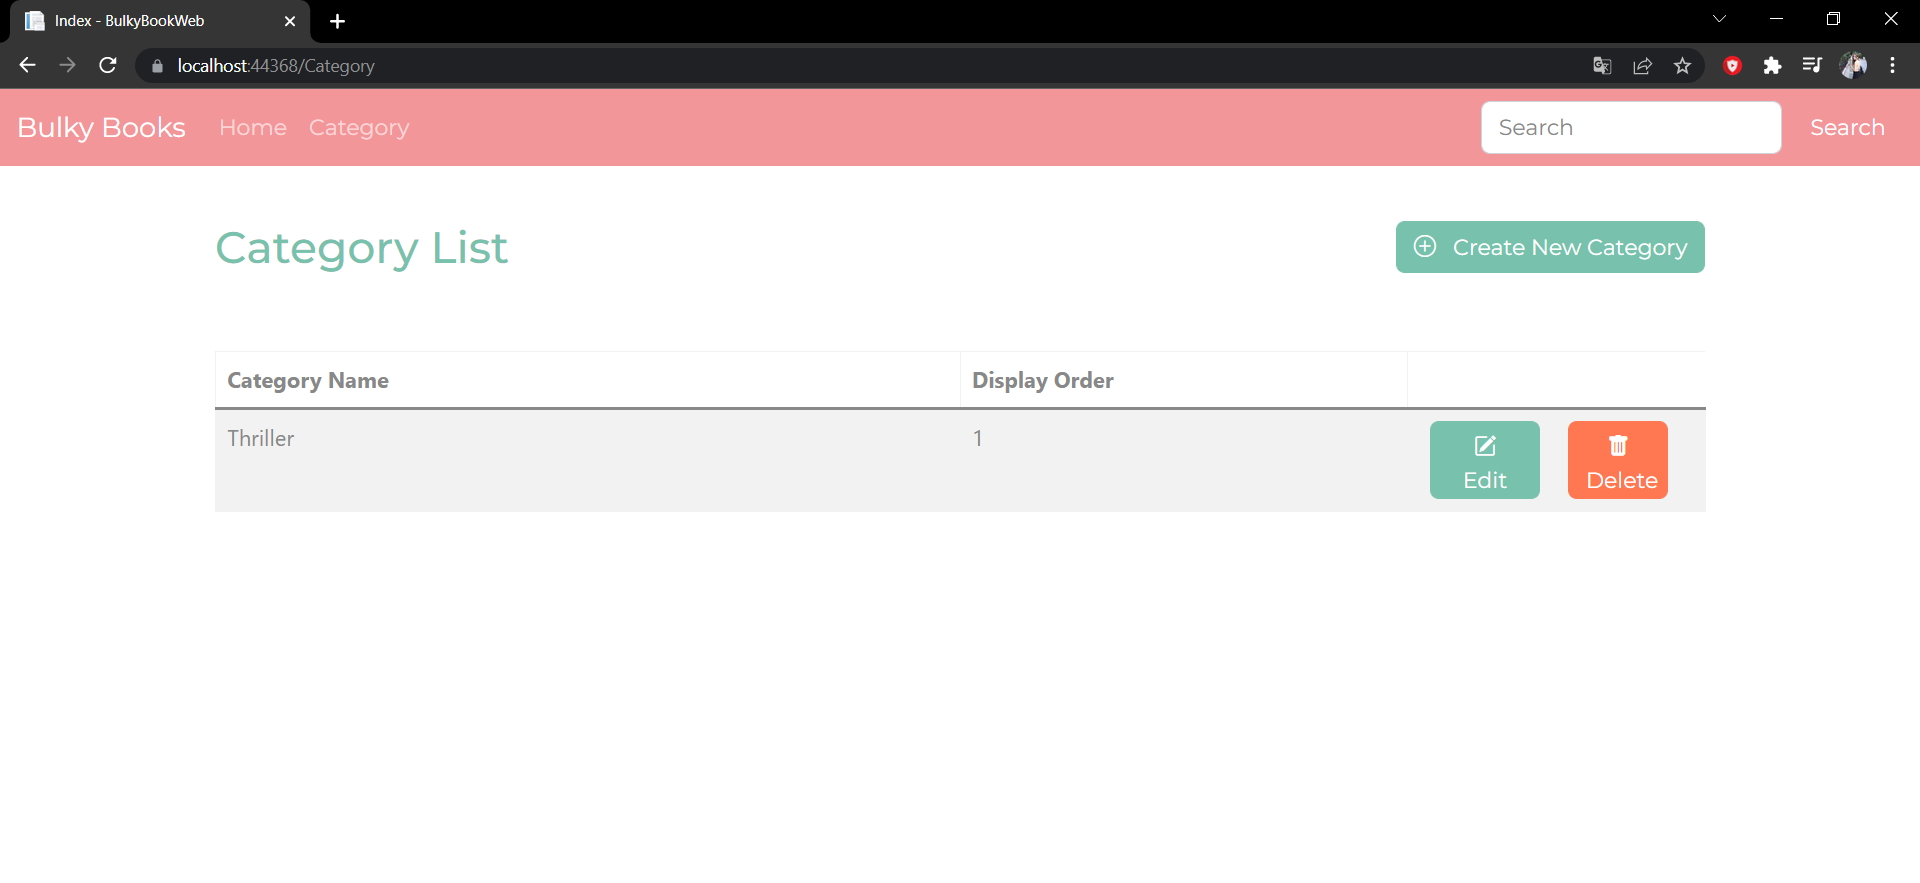 Index - BulkyBookWeb
localhost:44368/Category
Bulky Books Home Category Search Search
Category List Create New Category
Category Name Display Order
Thriller 1
Edit Delete